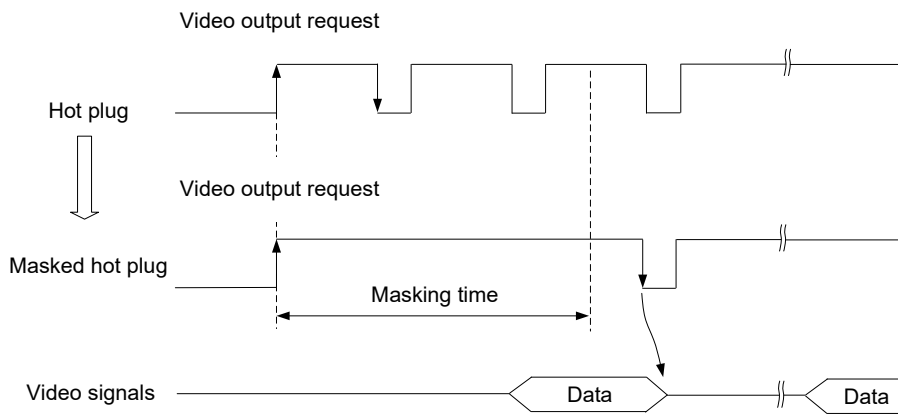 Video output request
Hot plug
Video output request
Masked hot plug
Masking time
Video signals
Data
Data